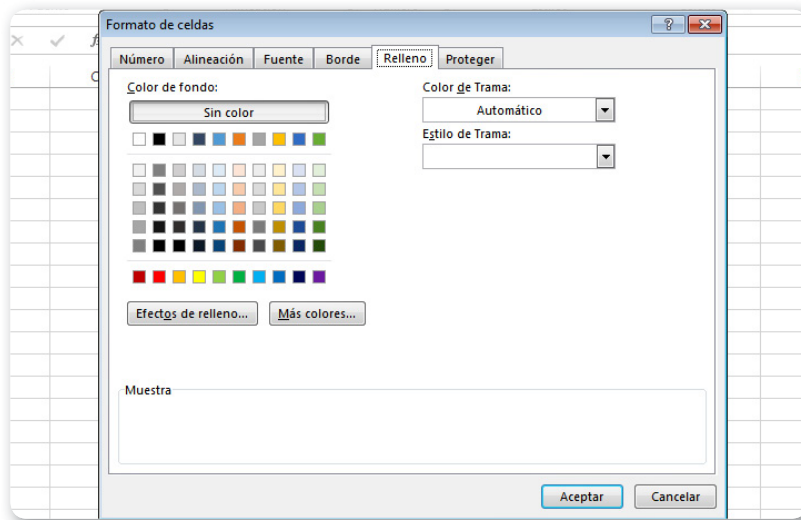 Formato de celdas
Número Alineación Fuente Borde Relleno Proteger
Color de fondo:
Sin color
Color de Trama:
Automático
Estilo de Trama:
Efectos de relleno...
Más colores...
Muestra
Aceptar
Cancelar